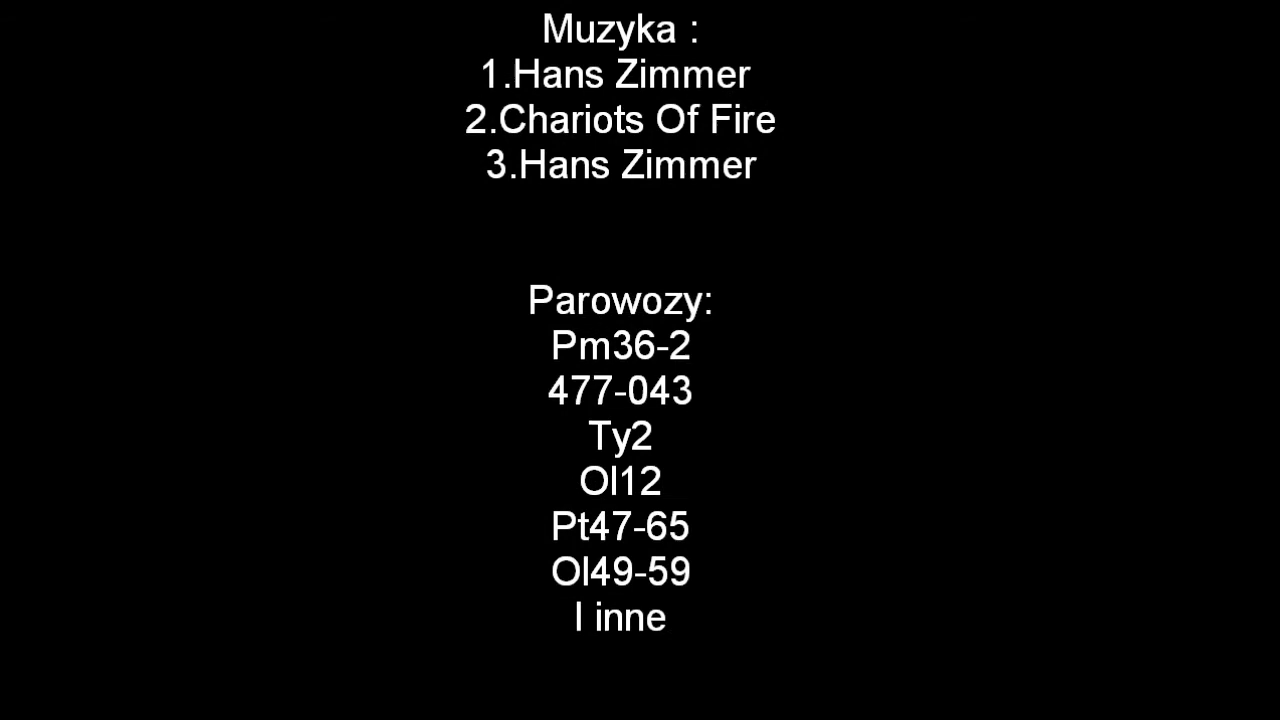 Muzyka :
1.Hans Zimmer
2.Chariots Of Fire
3.Hans Zimmer
Parowozy:
Pm36-2
477-043
Ty2
Ol12
Pt47-65
Ol49-59
I inne